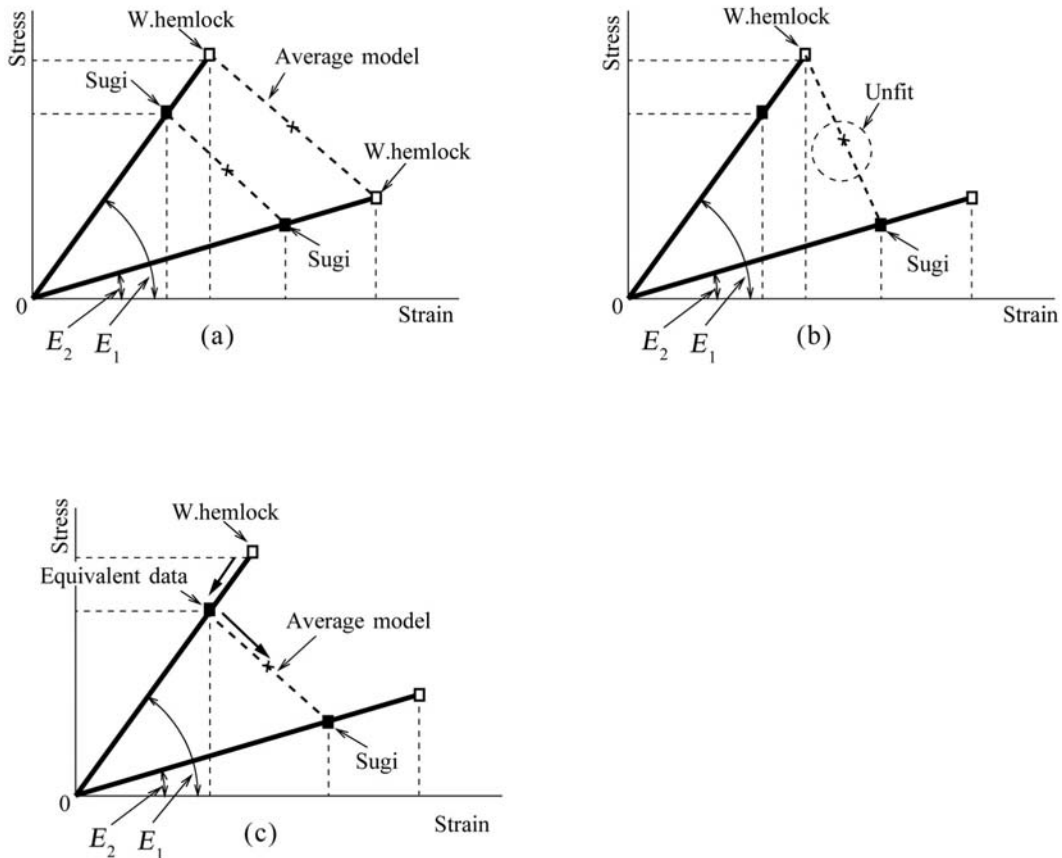 Stress
W.hemlock
Average model
Sugi
W.hemlock
Sugi
0
Strain
E2 E1
(a)
Stress
W.hemlock
Unfit
Sugi
0
Strain
E2 E1
(b)
Stress
W.hemlock
Equivalent data
Average model
Sugi
0
E2 E1
(c)
Strain